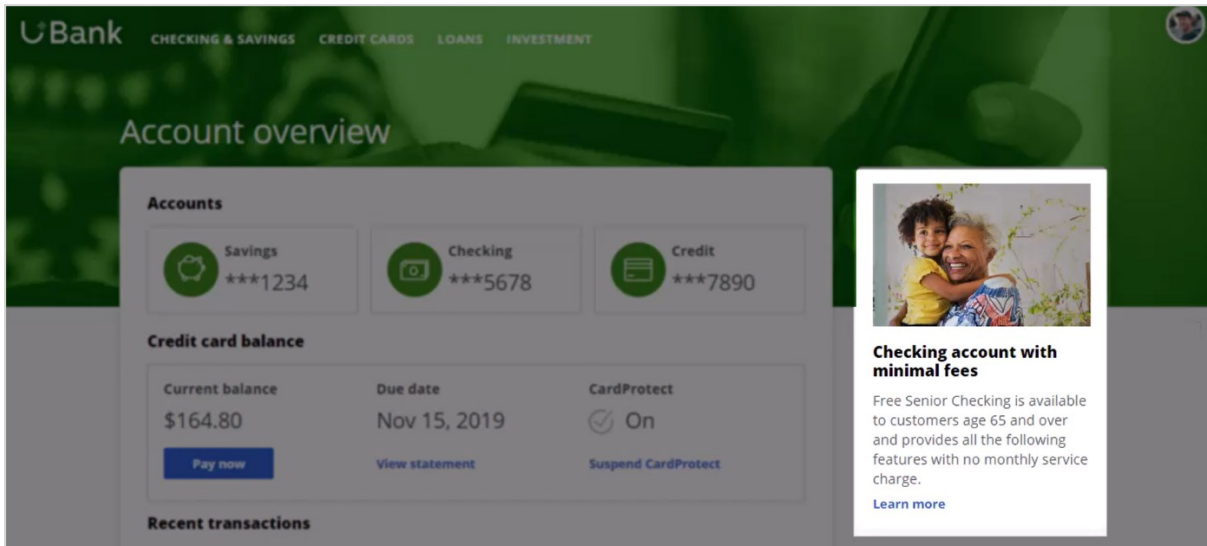 UBank
CHECKING & SAVINGS CREDIT CARDS LOANS INVESTMENT
Account overview
Accounts
Savings
***1234
Checking
***5678
Credit
***7890
Credit card balance
Current balance
$164.80
Pay now
Due date
Nov 15, 2019
View statement
CardProtect
On
Suspend CardProtect
Recent transactions
Checking account with
minimal fees
Free Senior Checking is available
to customers age 65 and over
and provides all the following
features with no monthly service
charge.
Learn more